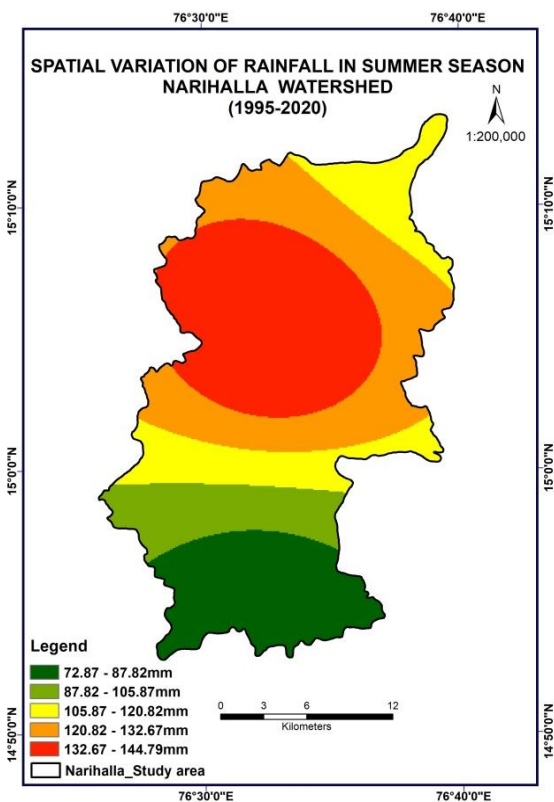 76°30'0"E 76°40'0"E
SPATIAL VARIATION OF RAINFALL IN SUMMER SEASON
NARIHALLA WATERSHED
(1995-2020)
N
1:200,000
15°10'0"N 15°10'0"N
15°0'0"N 15°0'0"N
Legend
72.87 - 87.82mm
87.82 - 105.87mm
105.87 - 120.82mm
120.82 - 132.67mm
132.67 - 144.79mm
Narihalla_Study area
0 3 6 12
Kilometers
14°50'0"N 14°50'0"N
76°30'0"E 76°40'0"E